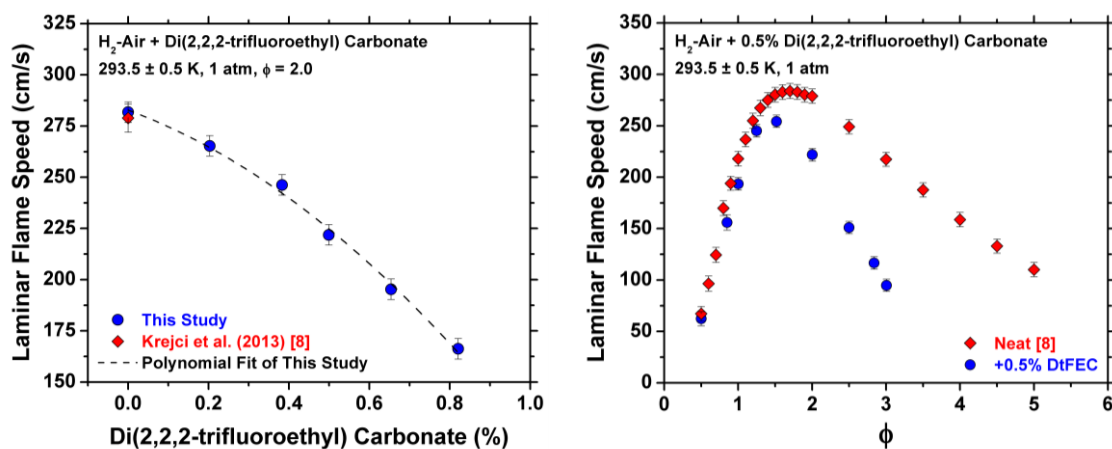 H2-Air + Di(2,2,2-trifluoroethyl) Carbonate
293.5 ± 0.5 K, 1 atm, ϕ = 2.0
Laminar Flame Speed (cm/s)
300
275
250
225
200
175
150
This Study
Krejci et al. (2013) [8]
Polynomial Fit of This Study
0.0 0.2 0.4 0.6 0.8 1.0
Di(2,2,2-trifluoroethyl) Carbonate (%)
H2-Air + 0.5% Di(2,2,2-trifluoroethyl) Carbonate
293.5 ± 0.5 K, 1 atm
Laminar Flame Speed (cm/s)
350
300
250
200
150
100
50
0
Neat [8]
+0.5% DtFEC
0 1 2 3 4 5 6
ϕ